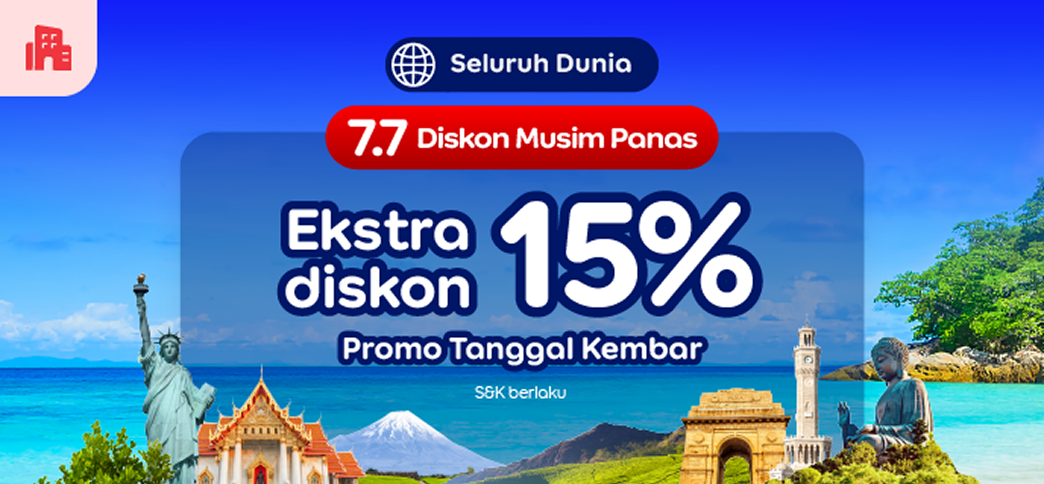 Seluruh Dunia
7.7 Diskon Musim Panas
Ekstra
diskon
15%
Promo Tanggal Kembar
S&K berlaku